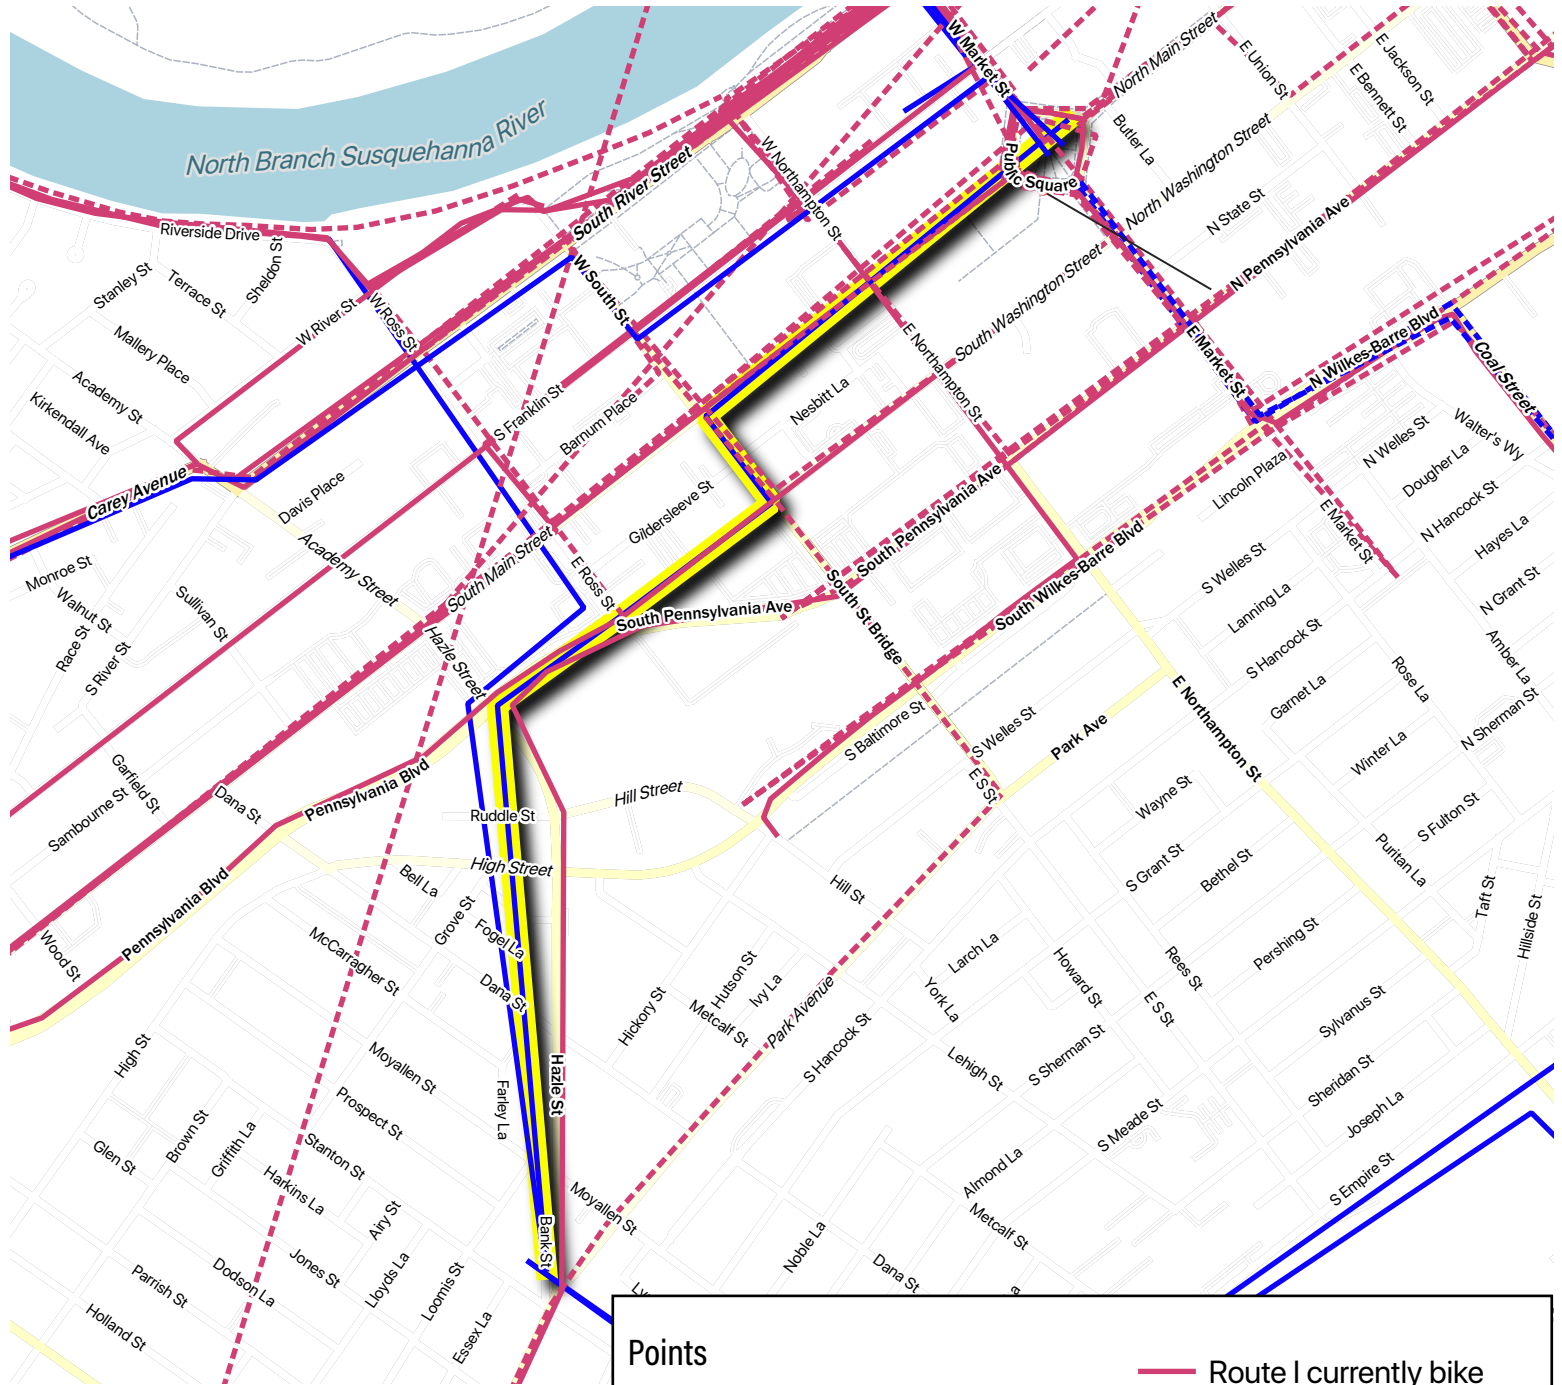 W Market St
North Main Street
E Union St
E Jackson St
E Bennett St
Butler La
North Branch Susquehanna River
W Northampton St
South River Street
Public Square
North Washington Street
N State St
N Pennsylvania Ave
Riverside Drive
Sheldon St
Stanley St
Terrace St
W South St
South Washington Street
W River St
W Ross St
Mallery Place
E Northampton St
E Market St
N Wilkes-Barre Blvd
Coal Street
Academy St
Kirkendall Ave
S Franklin St
Barnum Place
Nesbitt La
N Welles St
Walter's Wy
Dougher La
Lincoln Plaza
Carey Avenue
Davis Place
Gildersleeve St
South Pennsylvania Ave
E Market St
N Hancock St
Hayes La
Academy Street
South Main Street
E Ross St
South Wilkes-Barre Blvd
S Welles St
Monroe St
Walnut St
Race St
S River St
Sullivan St
Hazle Street
South Pennsylvania Ave
South St Bridge
Lanning La
N Grant St
S Hancock St
Amber La
Rose La
Garnet La
N Sherman St
S Baltimore St
S Welles St
Park Ave
E Northampton St
Winter La
Garfield St
Sambourne St
Dana St
Pennsylvania Blvd
Ruddle St
Hill Street
E S St
Wayne St
S Fulton St
Puritan La
High Street
Bell La
Grove St
Fogel La
Hill St
S Grant St
Bethel St
Taft St
Hillside St
Pennsylvania Blvd
Wood St
McCarragher St
Dana St
Hickory St
Hutson St
Ivy La
Metcalf St
Park Avenue
Larch La
York La
Howard St
Rees St
E S St
Pershing St
Sylvanus St
High St
Moyallen St
Hazle St
Farley La
S Hancock St
Lehigh St
S Sherman St
Sheridan St
Joseph La
Prospect St
Brown St
Griffith La
Stanton St
Glen St
Harkins La
Airy St
S Meade St
Almond La
S Empire St
Metcalf St
Moyallen St
Bank St
Noble La
Dana St
Parrish St
Dodson La
Jones St
Lloyds La
Loomis St
Holland St
Essex La
Points
Route I currently bike